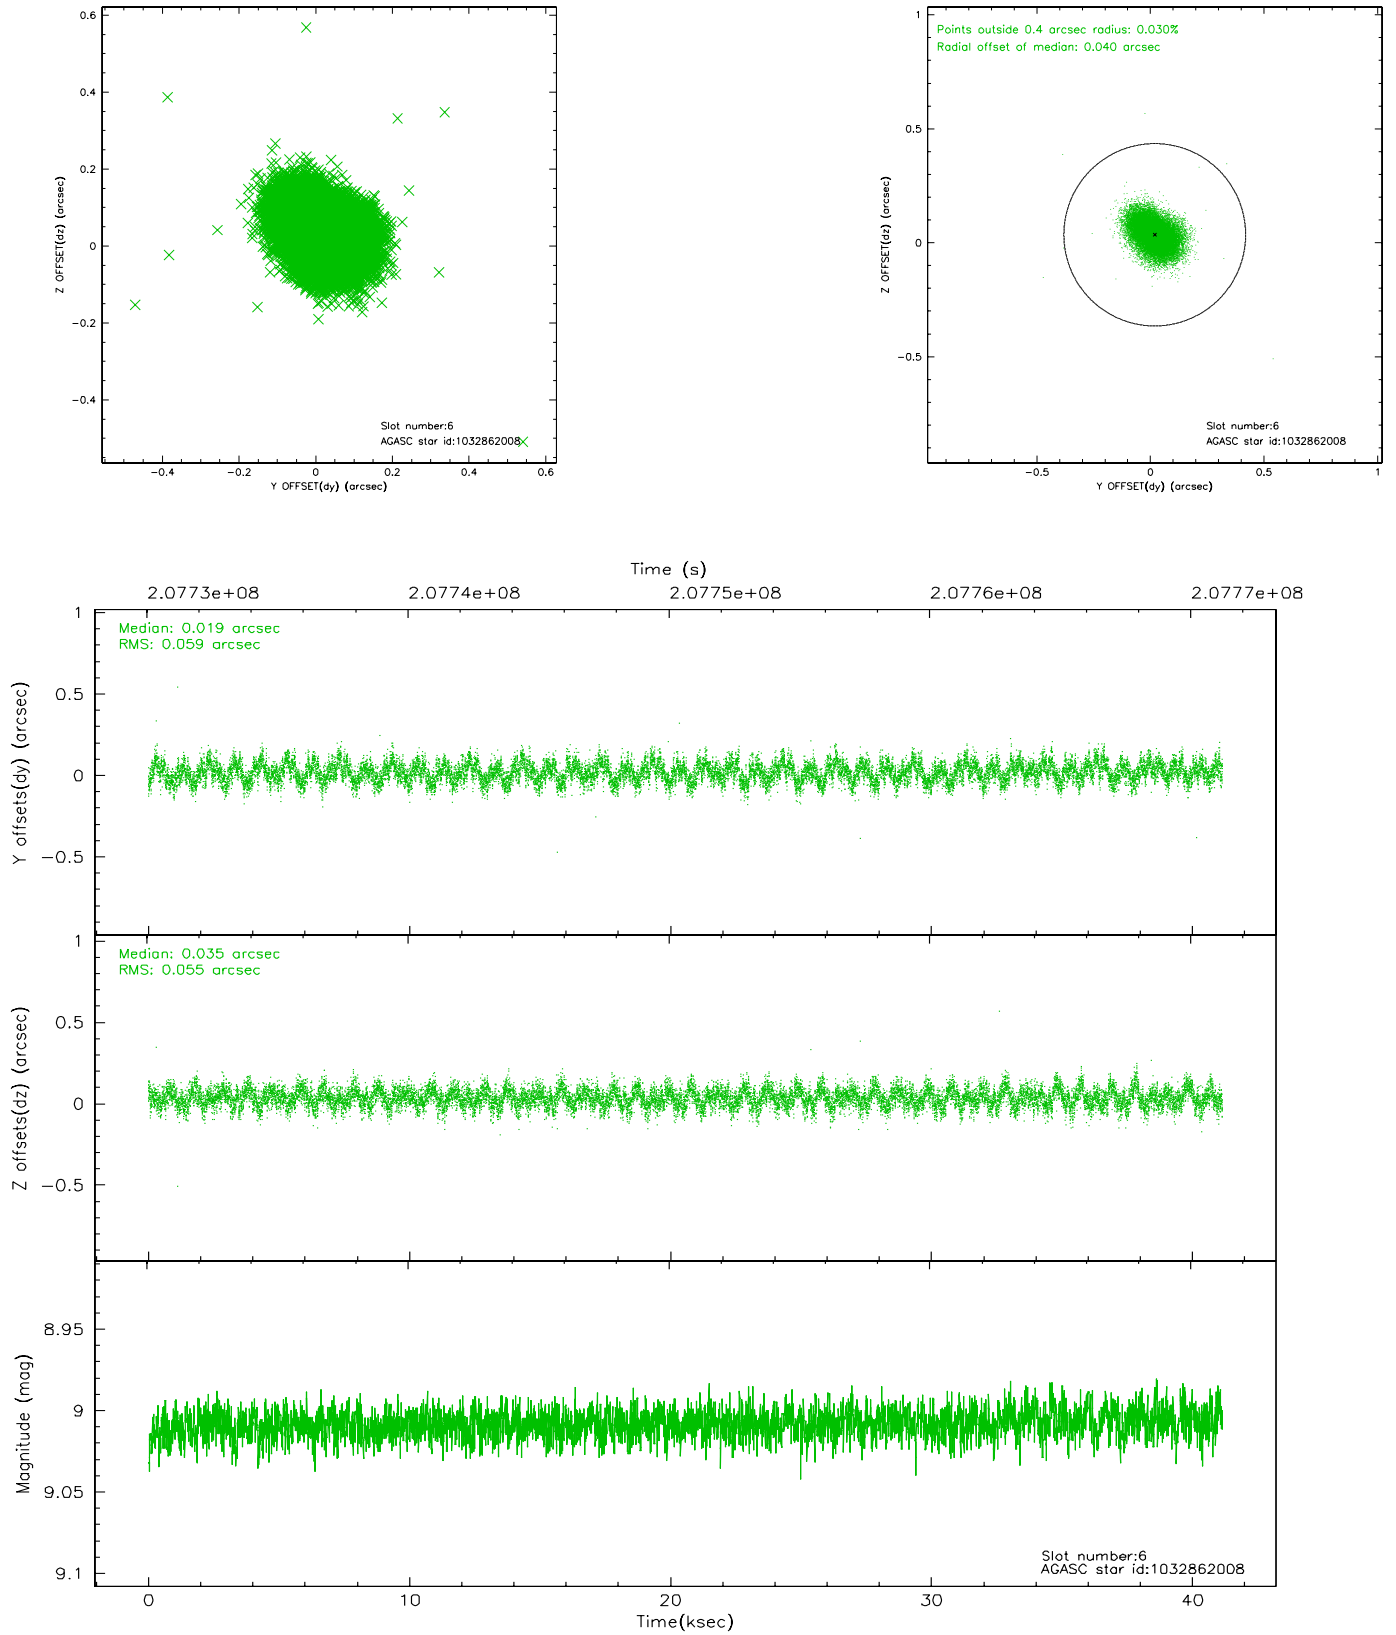 0.6
0.4
0.2
0
−0.2
−0.4
Z OFFSET(dz) (arcsec)
Slot number:6
AGASC star id:1032862008
−0.4
−0.2
0
0.2
0.4
0.6
Y OFFSET(dy) (arcsec)
1
0.5
0
−0.5
Z OFFSET(dz) (arcsec)
Points outside 0.4 arcsec radius: 0.030%
Radial offset of median: 0.040 arcsec
Slot number:6
AGASC star id:1032862008
−0.5
0
0.5
1
Y OFFSET(dy) (arcsec)
Time (s)
2.0773e+08
2.0774e+08
2.0775e+08
2.0776e+08
2.0777e+08
1
0.5
0
−0.5
Y offsets(dy) (arcsec)
Median: 0.019 arcsec
RMS: 0.059 arcsec
1
0.5
0
−0.5
Z offsets(dz) (arcsec)
Median: 0.035 arcsec
RMS: 0.055 arcsec
8.95
9
9.05
9.1
Magnitude (mag)
Slot number:6
AGASC star id:1032862008
0
10
20
30
40
Time(ksec)